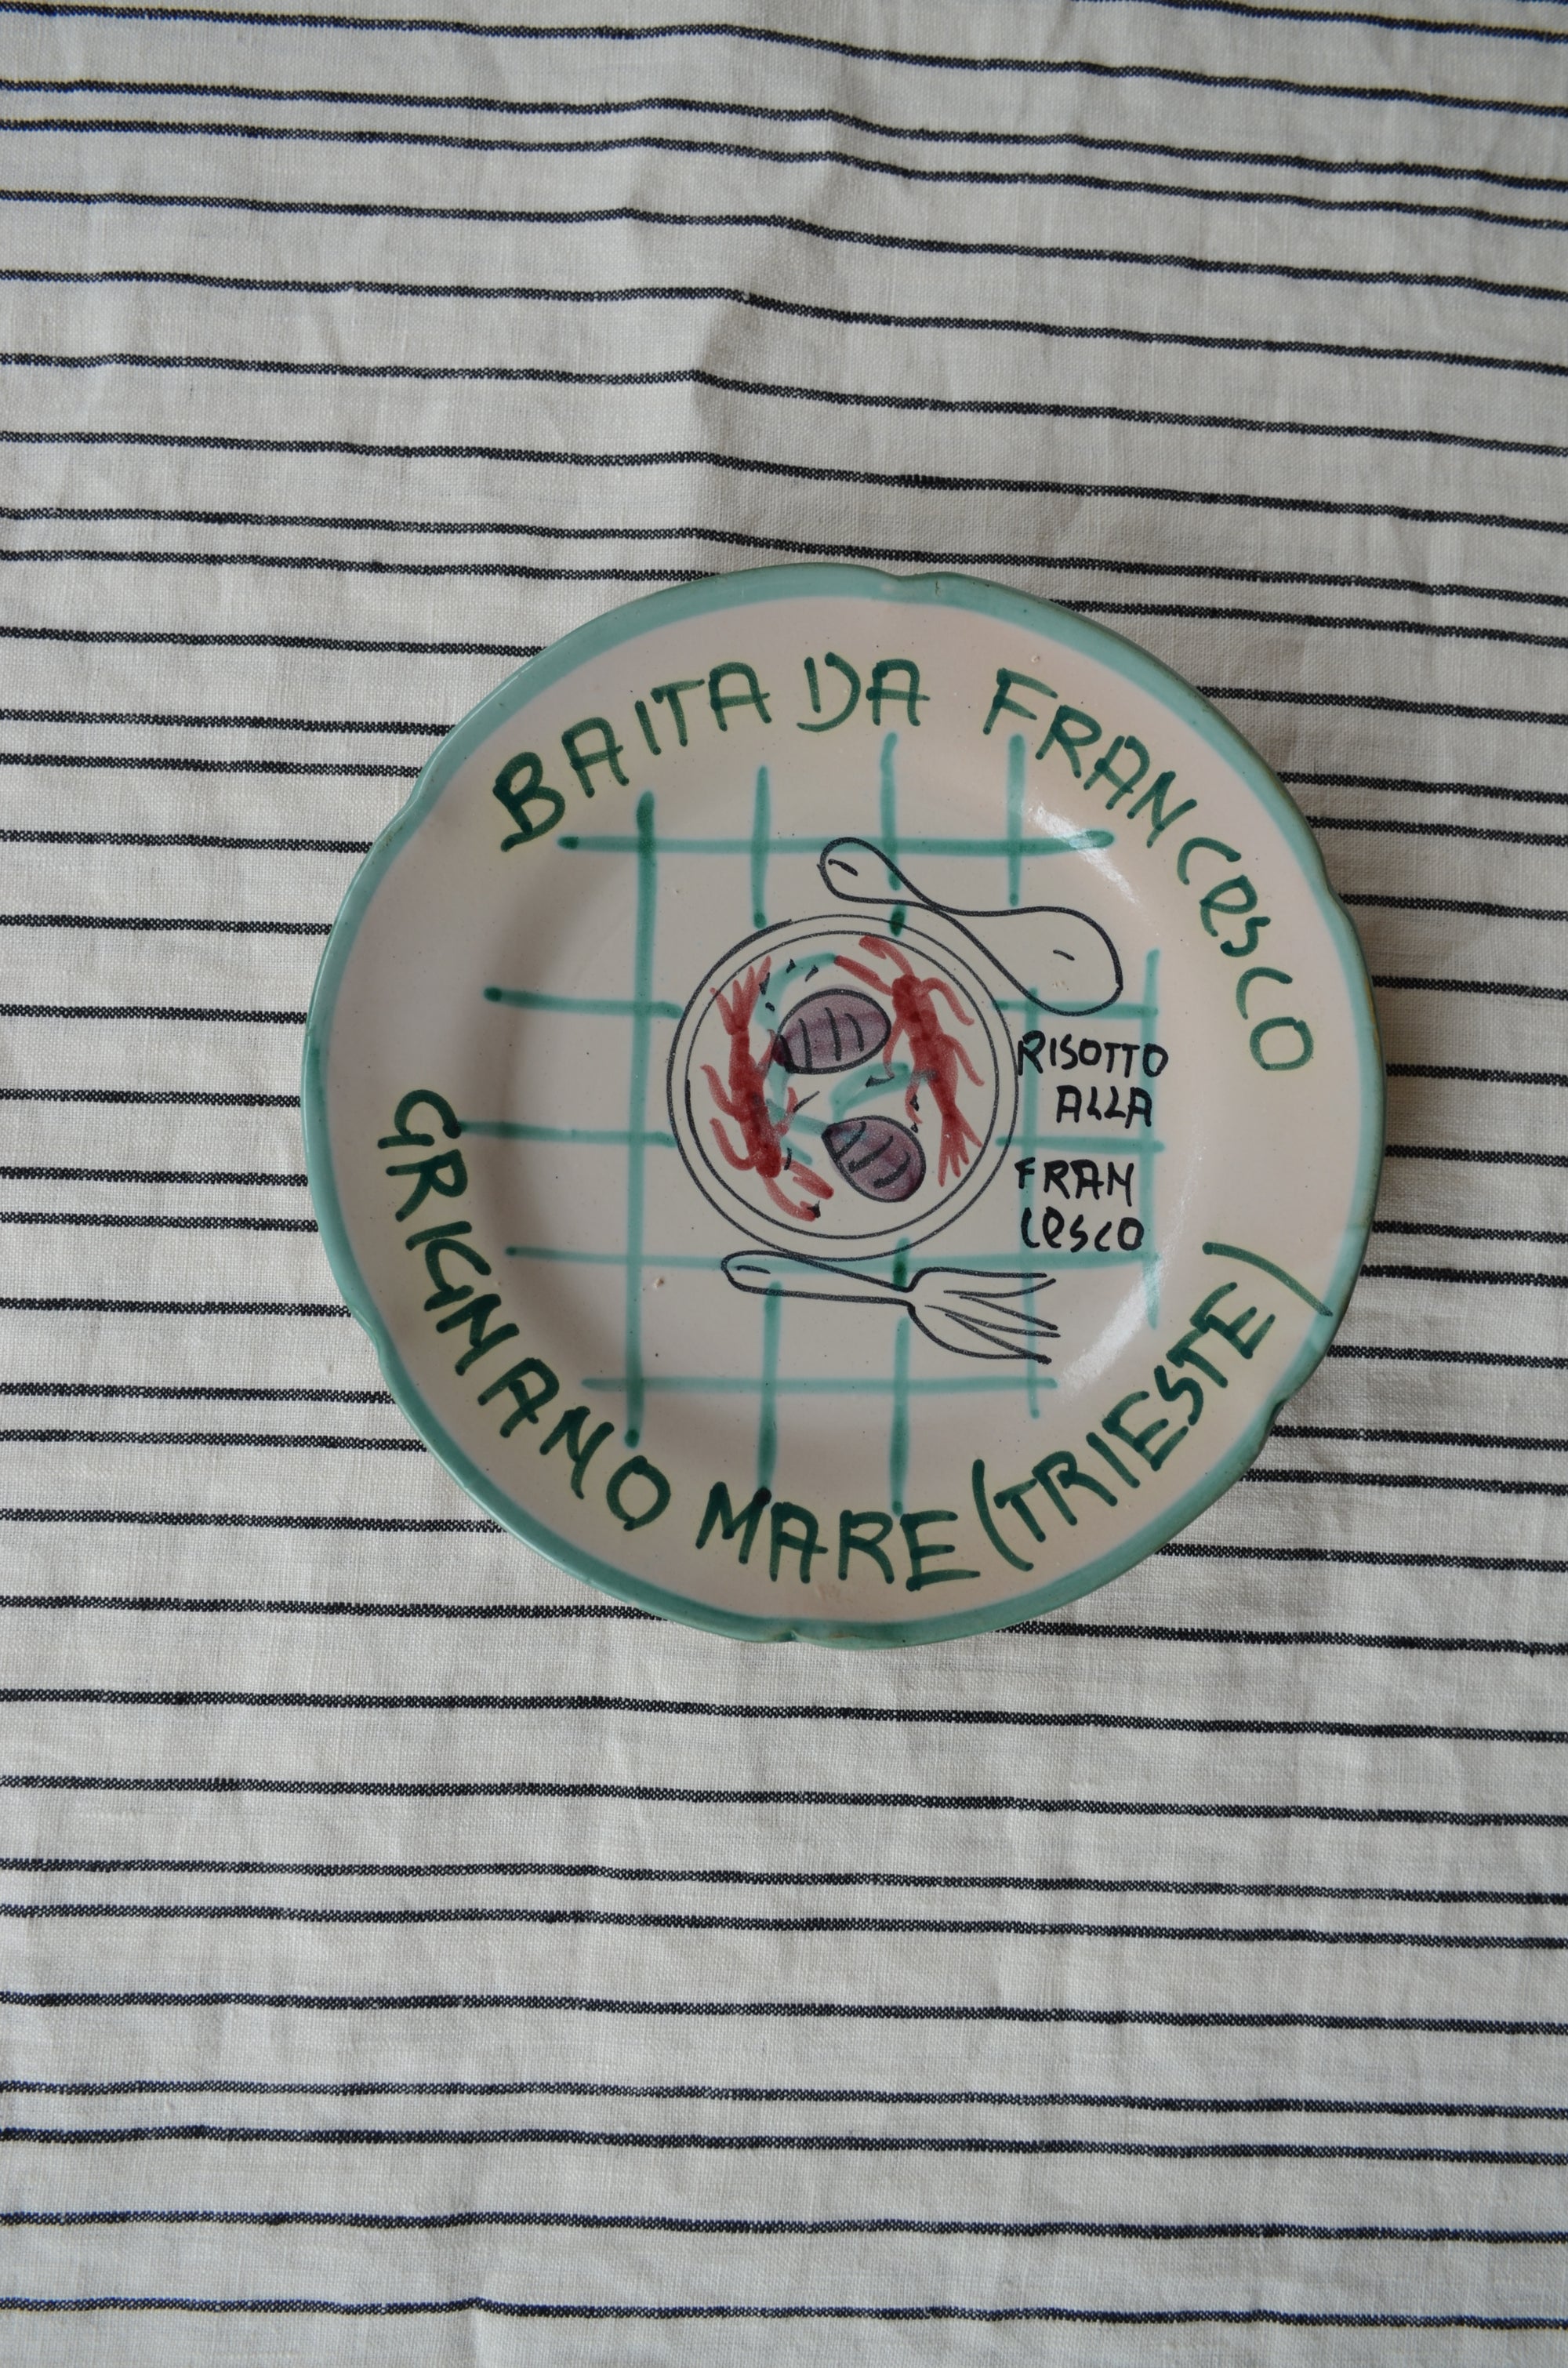 BAITA DA FRANCESCO
RISOTTO
ALLA
FRAN
CESCO
GRIGNANO MARE (TRIESTE)